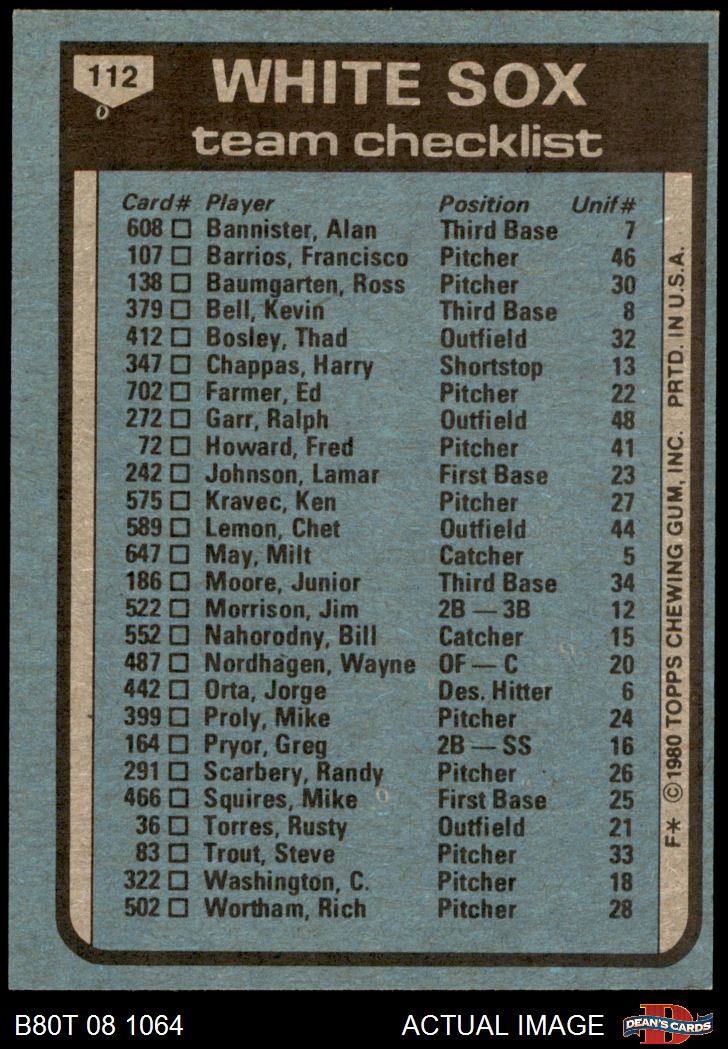 112
WHITE SOX
team checklist
Card# Player Position Unif#
608 □ Bannister, Alan Third Base 7
107 □ Barrios, Francisco Pitcher 46
138 □ Baumgarten, Ross Pitcher 30
379 □ Bell, Kevin Third Base 8
412 □ Bosley, Thad Outfield 32
347 □ Chappas, Harry Shortstop 13
702 □ Farmer, Ed Pitcher 22
272 □ Garr, Ralph Outfield 48
72 □ Howard, Fred Pitcher 41
242 □ Johnson, Lamar First Base 23
575 □ Kravec, Ken Pitcher 27
589 □ Lemon, Chet Outfield 44
647 □ May, Milt Catcher 5
186 □ Moore, Junior Third Base 34
522 □ Morrison, Jim 2B — 3B 12
552 □ Nahorodny, Bill Catcher 15
487 □ Nordhagen, Wayne OF — C 20
442 □ Orta, Jorge Des. Hitter 6
399 □ Proly, Mike Pitcher 24
164 □ Pryor, Greg 2B — SS 16
291 □ Scarbery, Randy Pitcher 26
466 □ Squires, Mike First Base 25
36 □ Torres, Rusty Outfield 21
83 □ Trout, Steve Pitcher 33
322 □ Washington, C. Pitcher 18
502 □ Wortham, Rich Pitcher 28
F* ©1980 TOPPS CHEWING GUM, INC. PRTD. IN U.S.A.
B80T 08 1064 ACTUAL IMAGE
D
DEAN'S CARDS